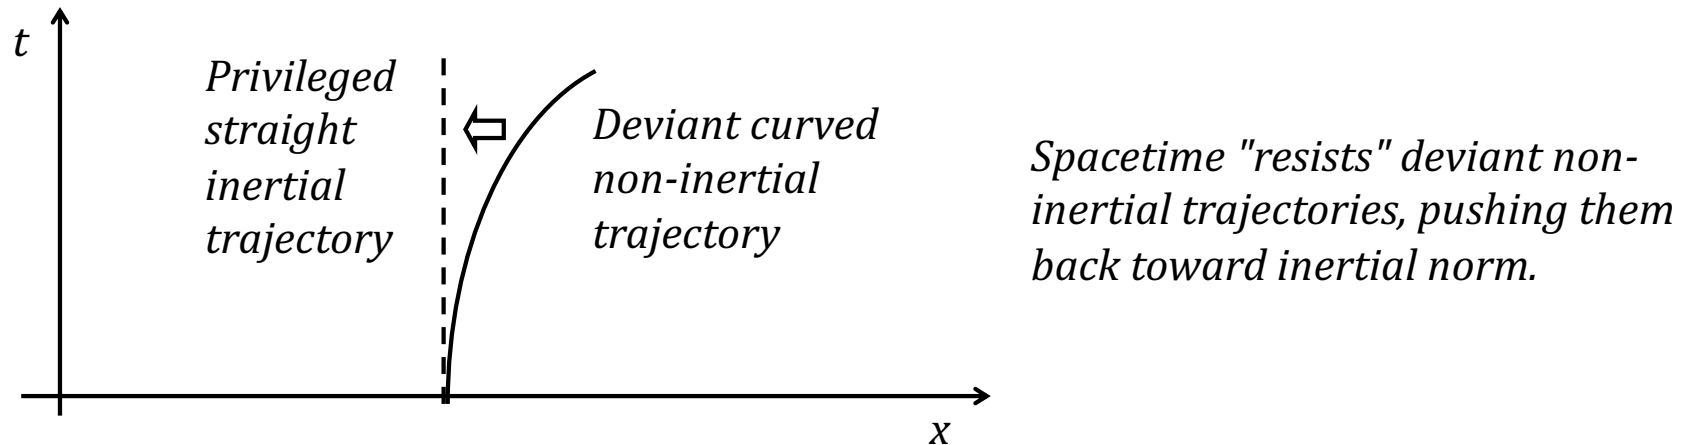 t
Privileged
straight
inertial
trajectory
Deviant curved
non-inertial
trajectory
Spacetime "resists" deviant non-
inertial trajectories, pushing them
back toward inertial norm.
x